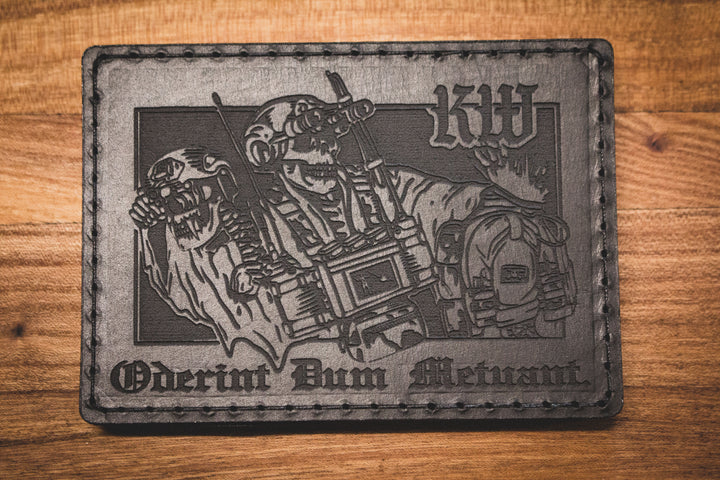 KW
Oderint Dum Metuant.